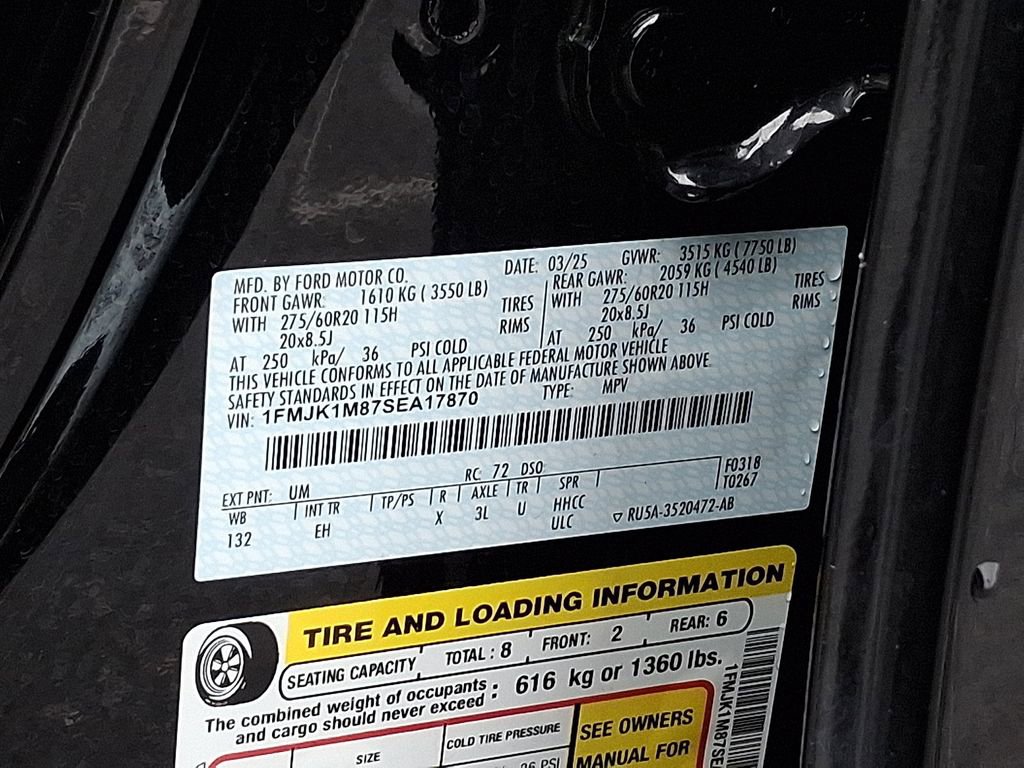 MFD. BY FORD MOTOR CO. DATE: 03/25 GVWR: 3515 KG ( 7750 LB)
FRONT GAWR: 1610 KG ( 3550 LB) REAR GAWR: 2059 KG ( 4540 LB)
WITH 275/60R20 115H TIRES WITH 275/60R20 115H TIRES
20x8.5J RIMS 20x8.5J RIMS
AT 250 kPa/ 36 PSI COLD AT 250 kPa/ 36 PSI COLD
THIS VEHICLE CONFORMS TO ALL APPLICABLE FEDERAL MOTOR VEHICLE
SAFETY STANDARDS IN EFFECT ON THE DATE OF MANUFACTURE SHOWN ABOVE.
VIN: 1FMJK1M87SEA17870 TYPE: MPV
EXT PNT: UM RC: 72 DSO: F0318
WB INT TR TP/PS R AXLE TR SPR T0267
132 EH X 3L U HHCC
ULC RU5A-3520472-AB
TIRE AND LOADING INFORMATION
SEATING CAPACITY TOTAL : 8 FRONT: 2 REAR: 6
The combined weight of occupants and cargo should never exceed : 616 kg or 1360 lbs.
SIZE COLD TIRE PRESSURE SEE OWNERS
MANUAL FOR
PSI
1FMJK1M87SE